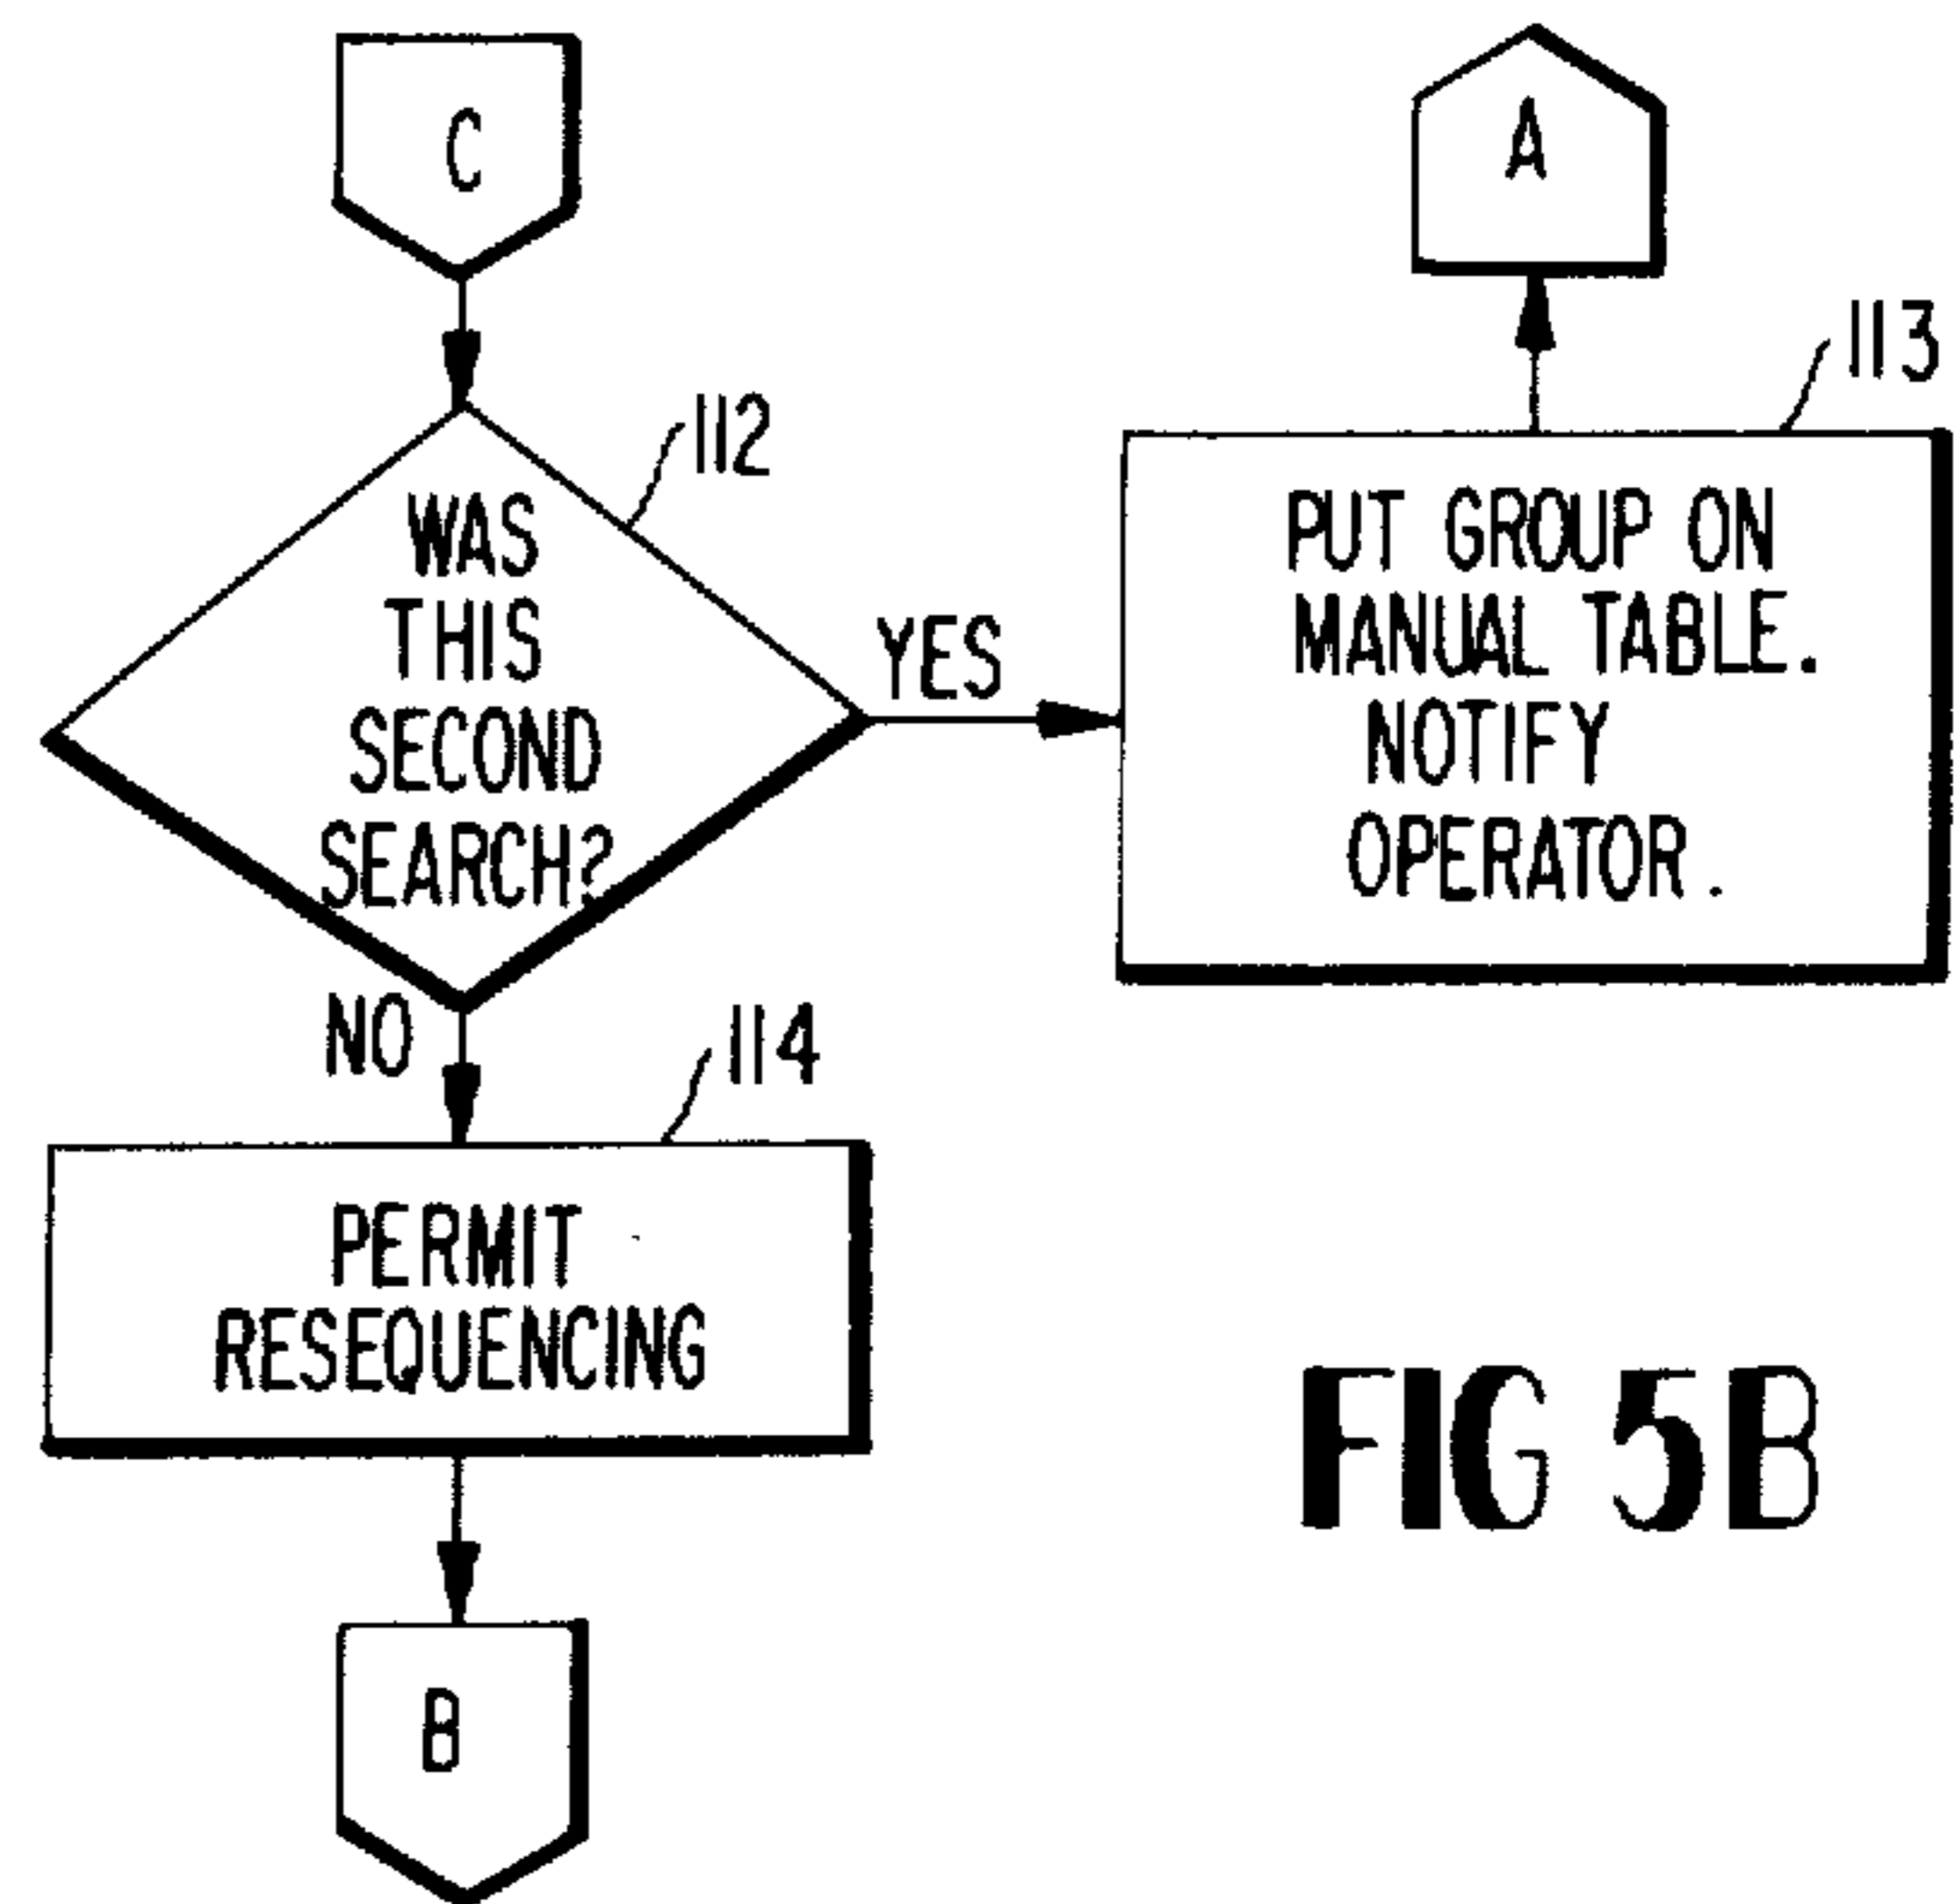 C
112
WAS
THIS
SECOND
SEARCH?
YES
NO
A
113
PUT GROUP ON
MANUAL TABLE.
NOTIFY
OPERATOR.
114
PERMIT
RESEQUENCING
B
FIG 5B